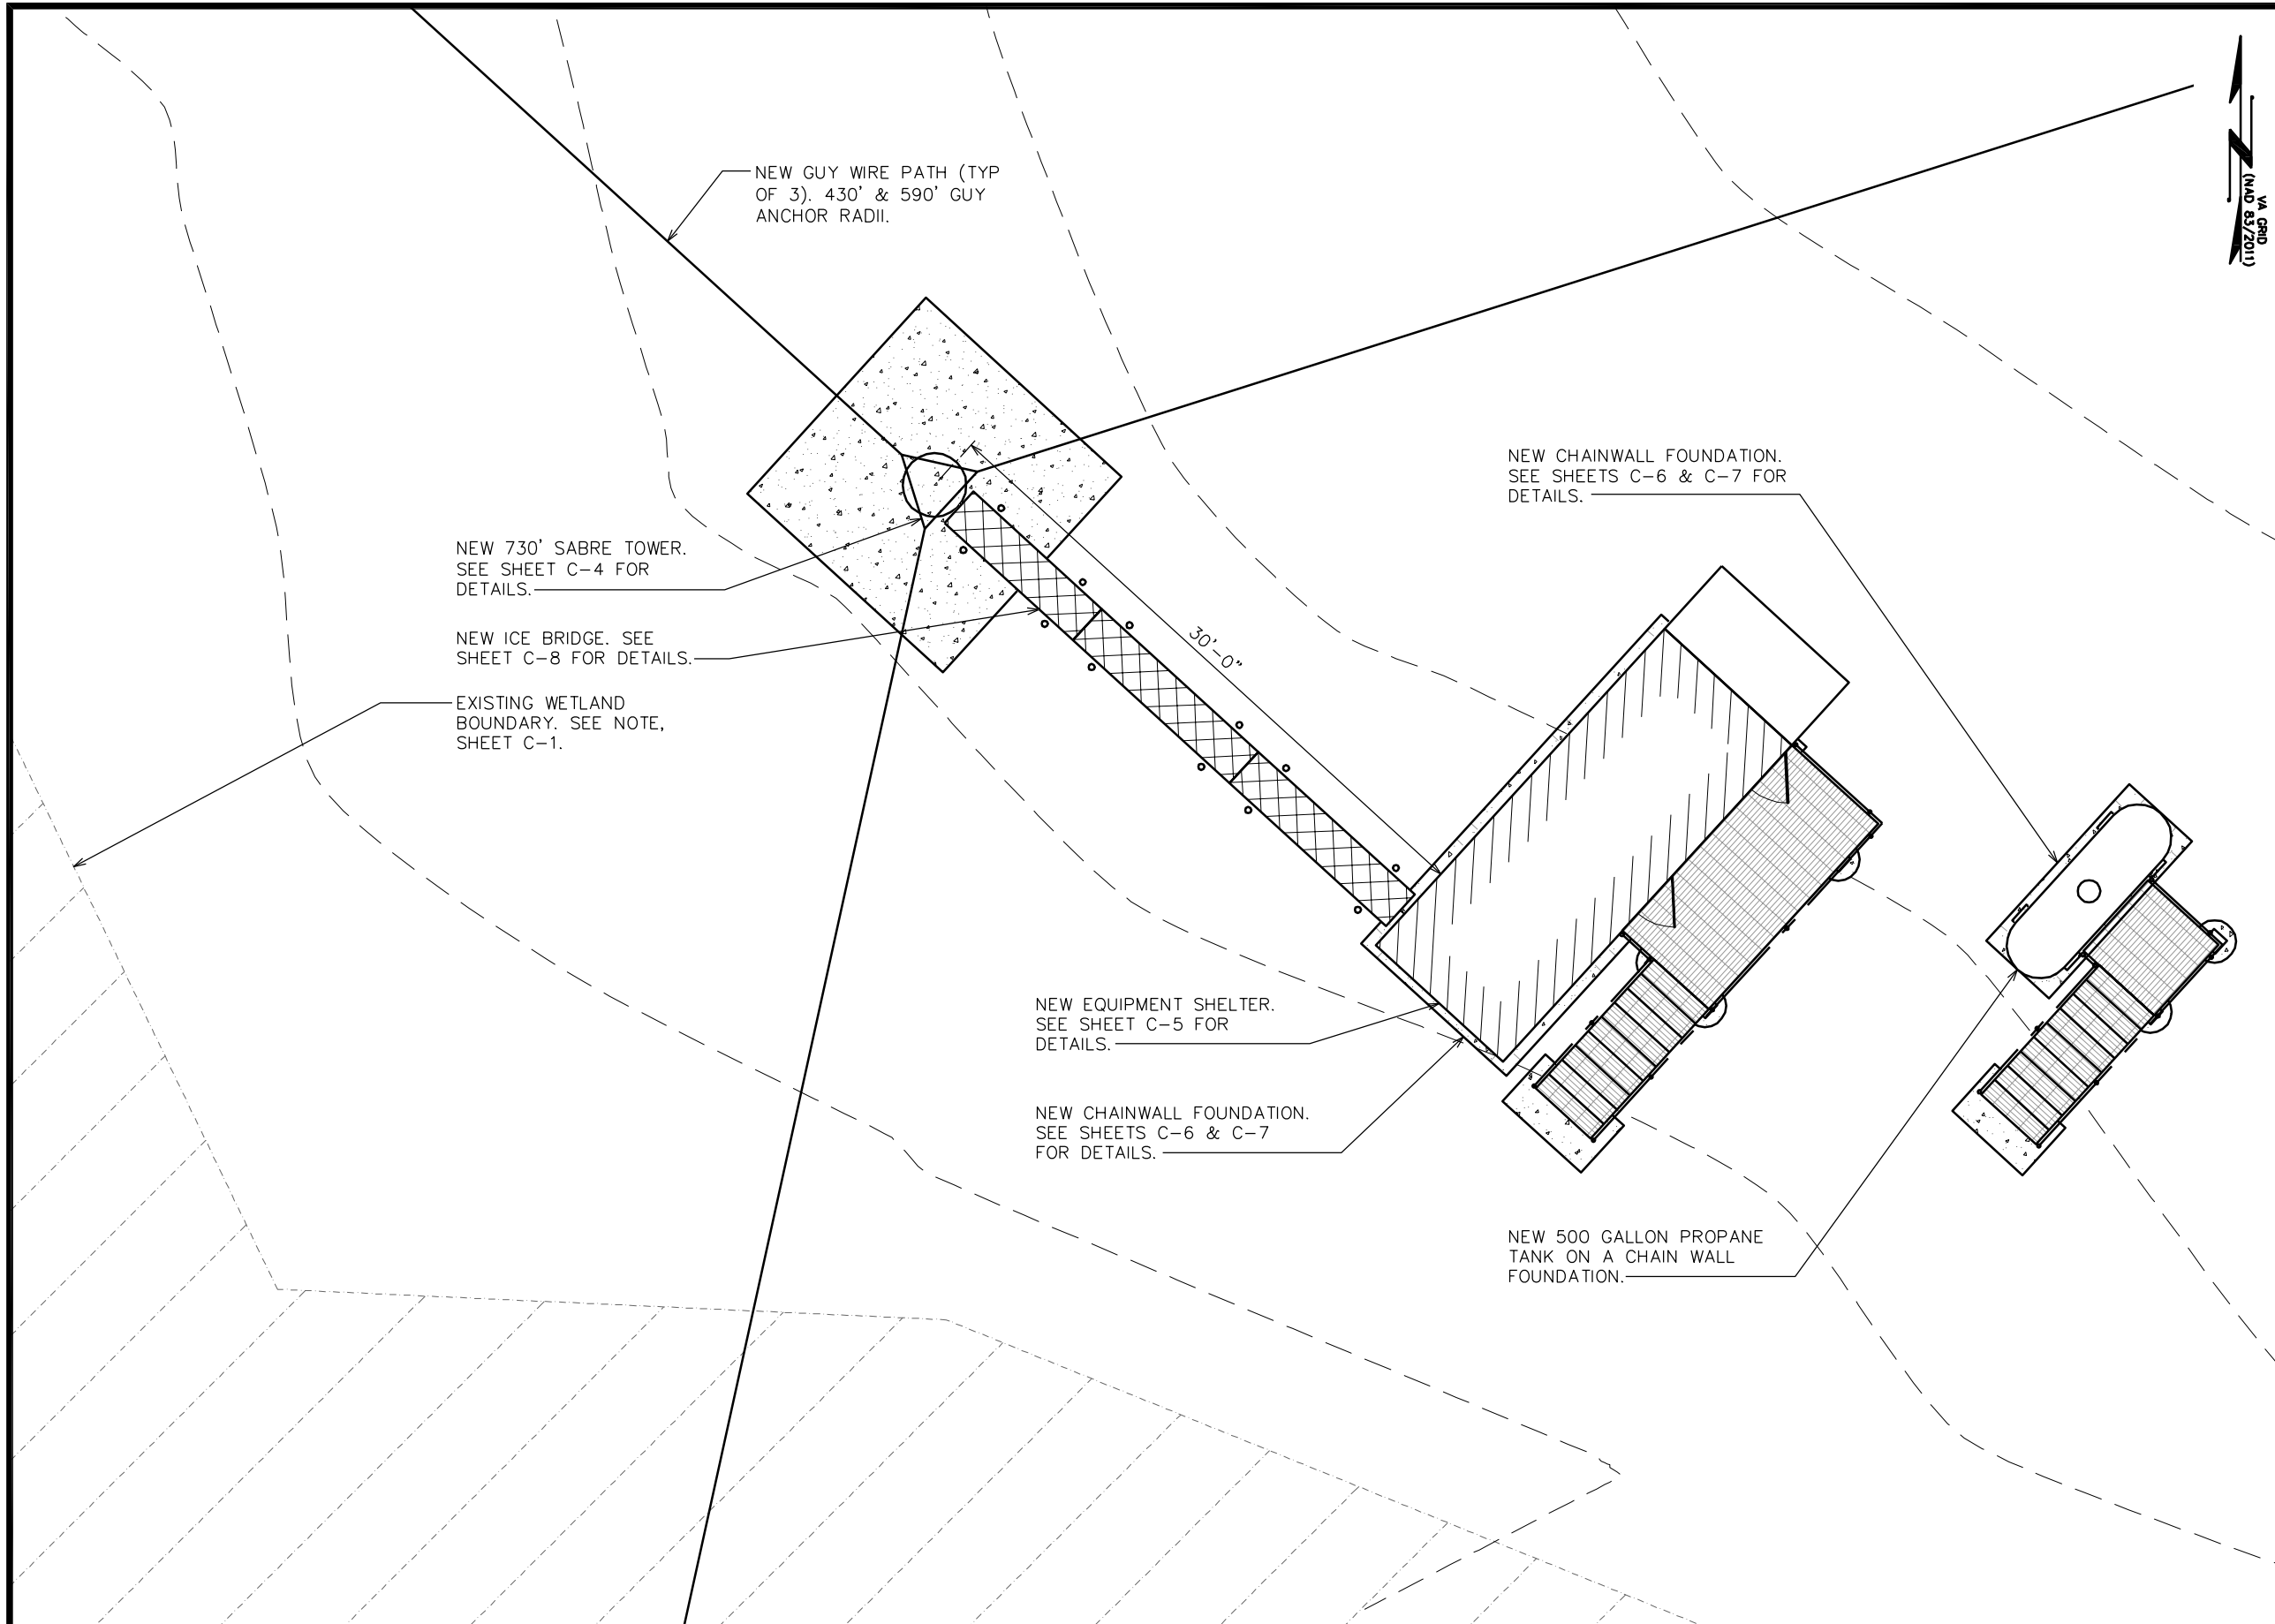 VA GRID
(NAD 83/2011)
NEW GUY WIRE PATH (TYP
OF 3). 430' & 590' GUY
ANCHOR RADII.
NEW CHAINWALL FOUNDATION.
SEE SHEETS C-6 & C-7 FOR
DETAILS.
NEW 730' SABRE TOWER.
SEE SHEET C-4 FOR
DETAILS.
NEW ICE BRIDGE. SEE
SHEET C-8 FOR DETAILS.
30'-0"
EXISTING WETLAND
BOUNDARY. SEE NOTE,
SHEET C-1.
NEW EQUIPMENT SHELTER.
SEE SHEET C-5 FOR
DETAILS.
NEW CHAINWALL FOUNDATION.
SEE SHEETS C-6 & C-7
FOR DETAILS.
NEW 500 GALLON PROPANE
TANK ON A CHAIN WALL
FOUNDATION.